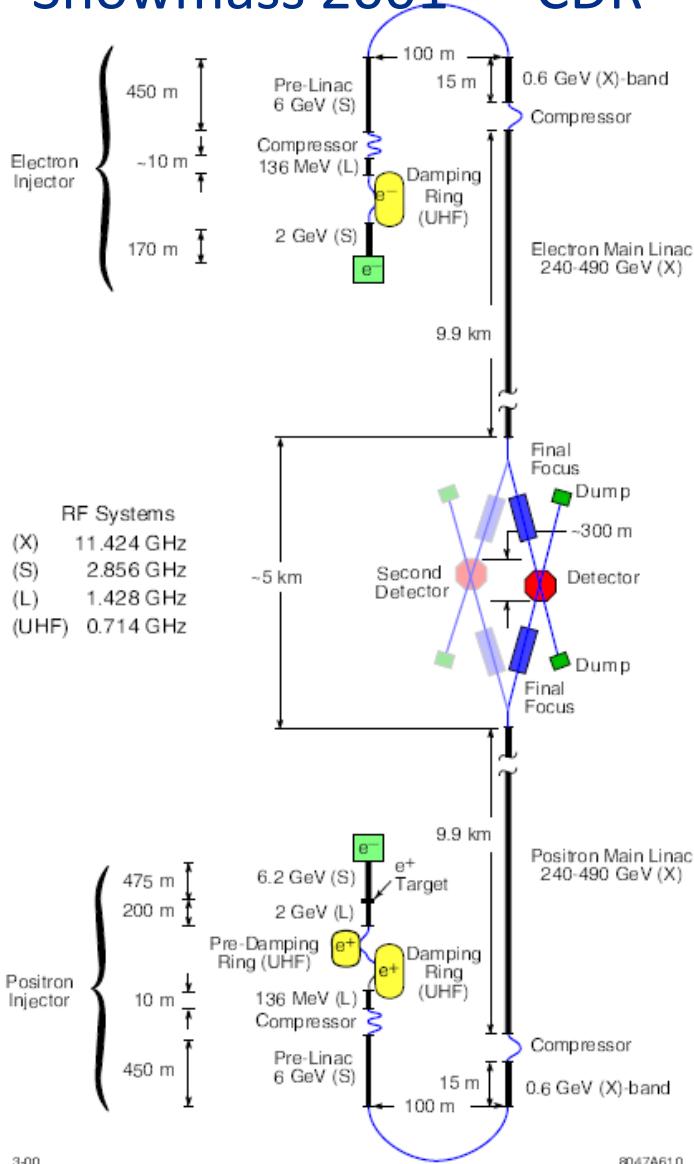 Snowmass 2001 CDR
100 m
450 m
Pre-Linac
6 GeV (S)
15 m
0.6 GeV (X)-band
Compressor
Electron
Injector
~10 m
Compressor
136 MeV (L)
Damping
Ring
(UHF)
e−
170 m
2 GeV (S)
e−
Electron Main Linac
240-490 GeV (X)
9.9 km
Final
Focus
Dump
RF Systems
(X) 11.424 GHz
(S) 2.856 GHz
(L) 1.428 GHz
(UHF) 0.714 GHz
~300 m
~5 km
Second
Detector
Detector
Dump
Final
Focus
9.9 km
Positron Main Linac
240-490 GeV (X)
e−
475 m
6.2 GeV (S)
e+
Target
200 m
2 GeV (L)
Pre-Damping
Ring (UHF)
e+
e+
Damping
Ring
(UHF)
Positron
Injector
10 m
136 MeV (L)
Compressor
Compressor
450 m
Pre-Linac
6 GeV (S)
15 m
0.6 GeV (X)-band
100 m
3-00
8047A610